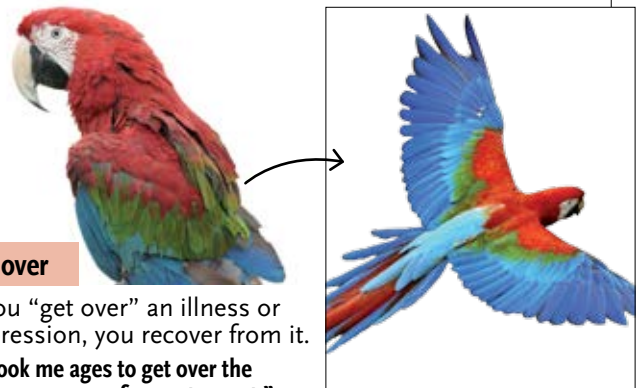 over
ou “get over” an illness or
ression, you recover from it.
ook me ages to get over the